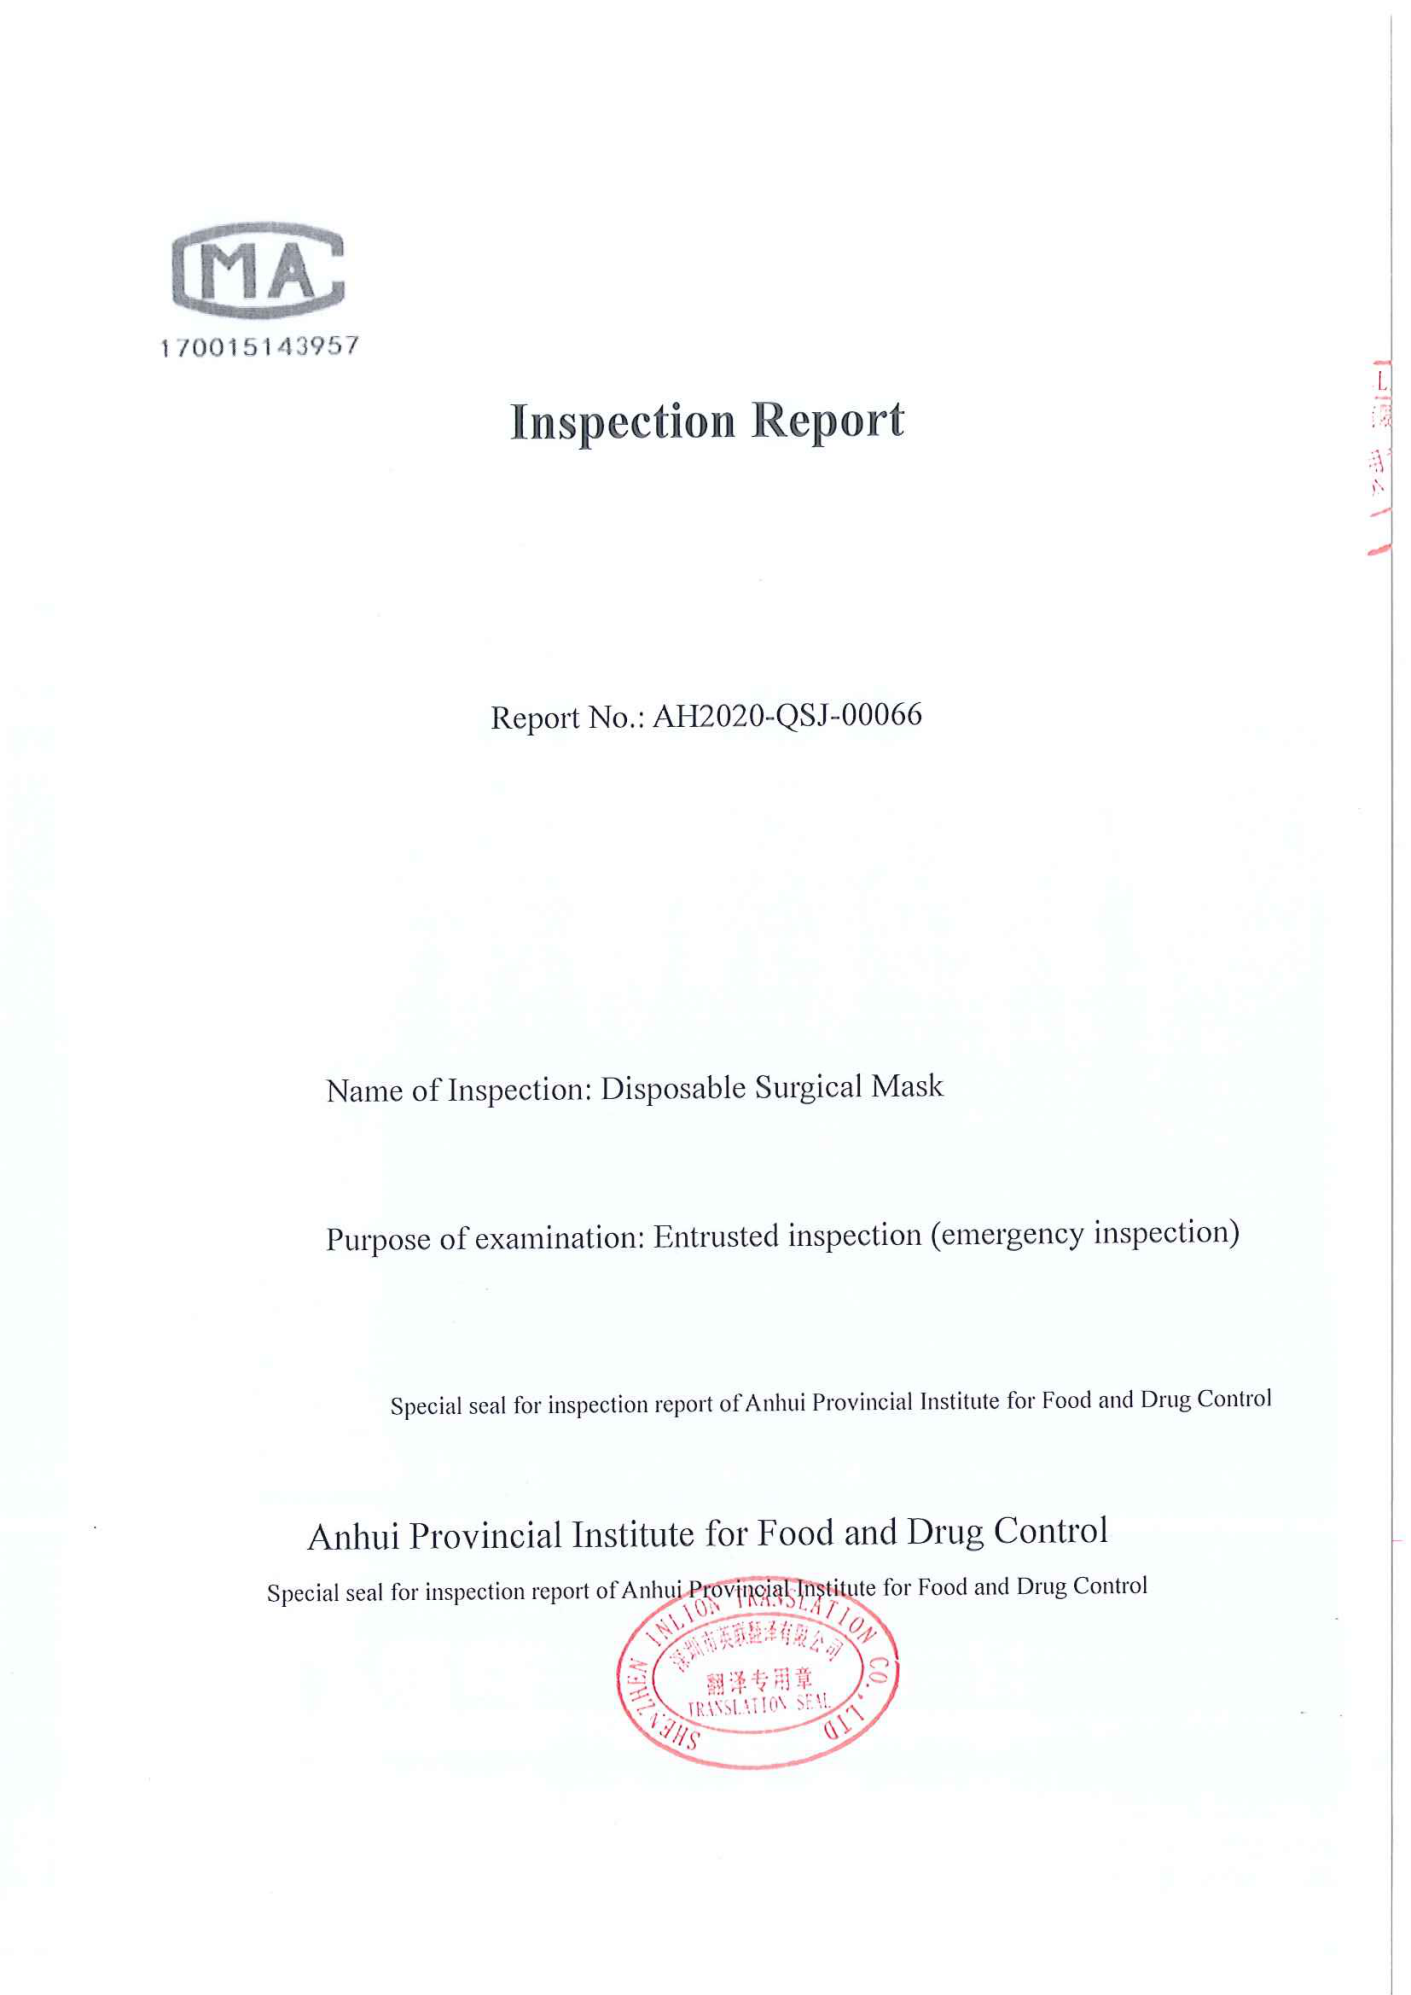 CMA
170015143957
Inspection Report
Report No.: AH2020-QSJ-00066
Name of Inspection: Disposable Surgical Mask
Purpose of examination: Entrusted inspection (emergency inspection)
Special seal for inspection report of Anhui Provincial Institute for Food and Drug Control
Anhui Provincial Institute for Food and Drug Control
Special seal for inspection report of Anhui Provincial Institute for Food and Drug Control
SHENZHEN INLION TRANSLATION CO.,LTD
深圳市英联翻译有限公司
翻译专用章
TRANSLATION SEAL